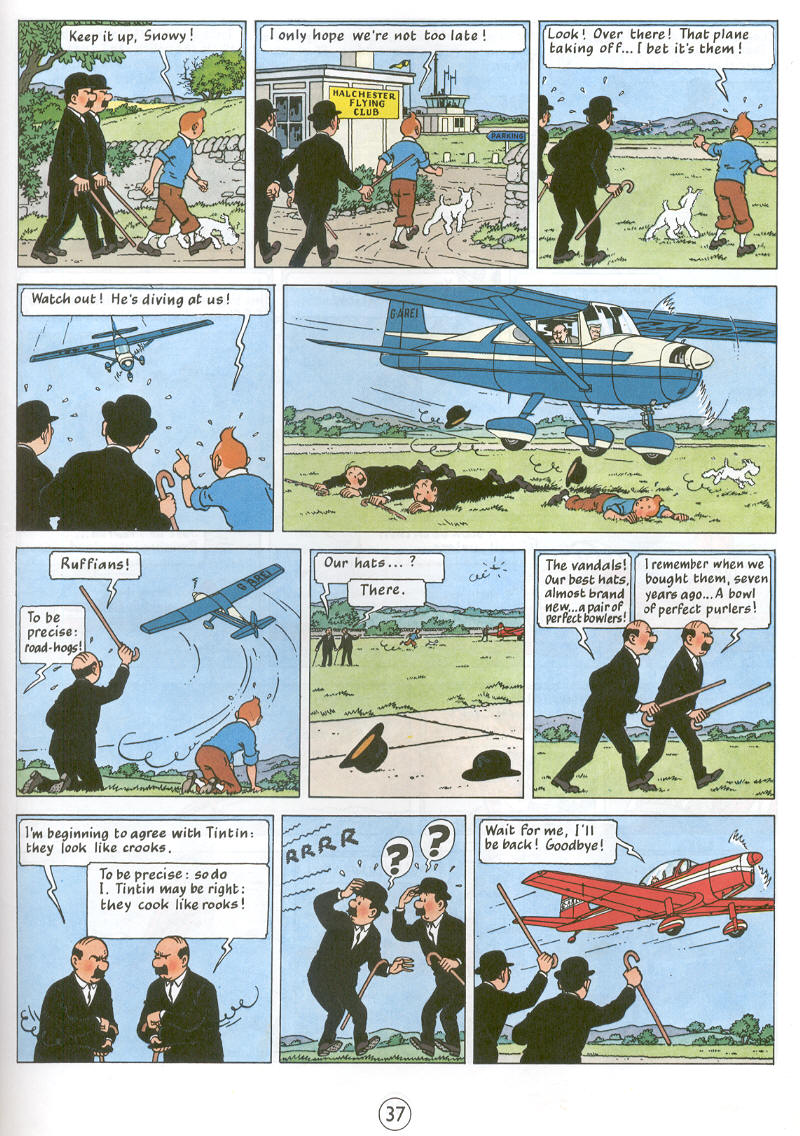 Keep it up, Snowy!
I only hope we're not too late!
HALCHESTER
FLYING
CLUB
PARKING
Look! Over there! That plane
taking off... I bet it's them!
Watch out! He's diving at us!
G-AREI
Ruffians!
To be
precise:
road-hogs!
G-AREI
Our hats...?
There.
The vandals!
Our best hats,
almost brand
new...a pair of
perfect bowlers!
I remember when we
bought them, seven
years ago... A bowl
of perfect purlers!
I'm beginning to agree with Tintin:
they look like crooks.
To be precise: so do
I. Tintin may be right:
they cook like rooks!
RRRR
?
?
Wait for me, I'll
be back! Goodbye!
37